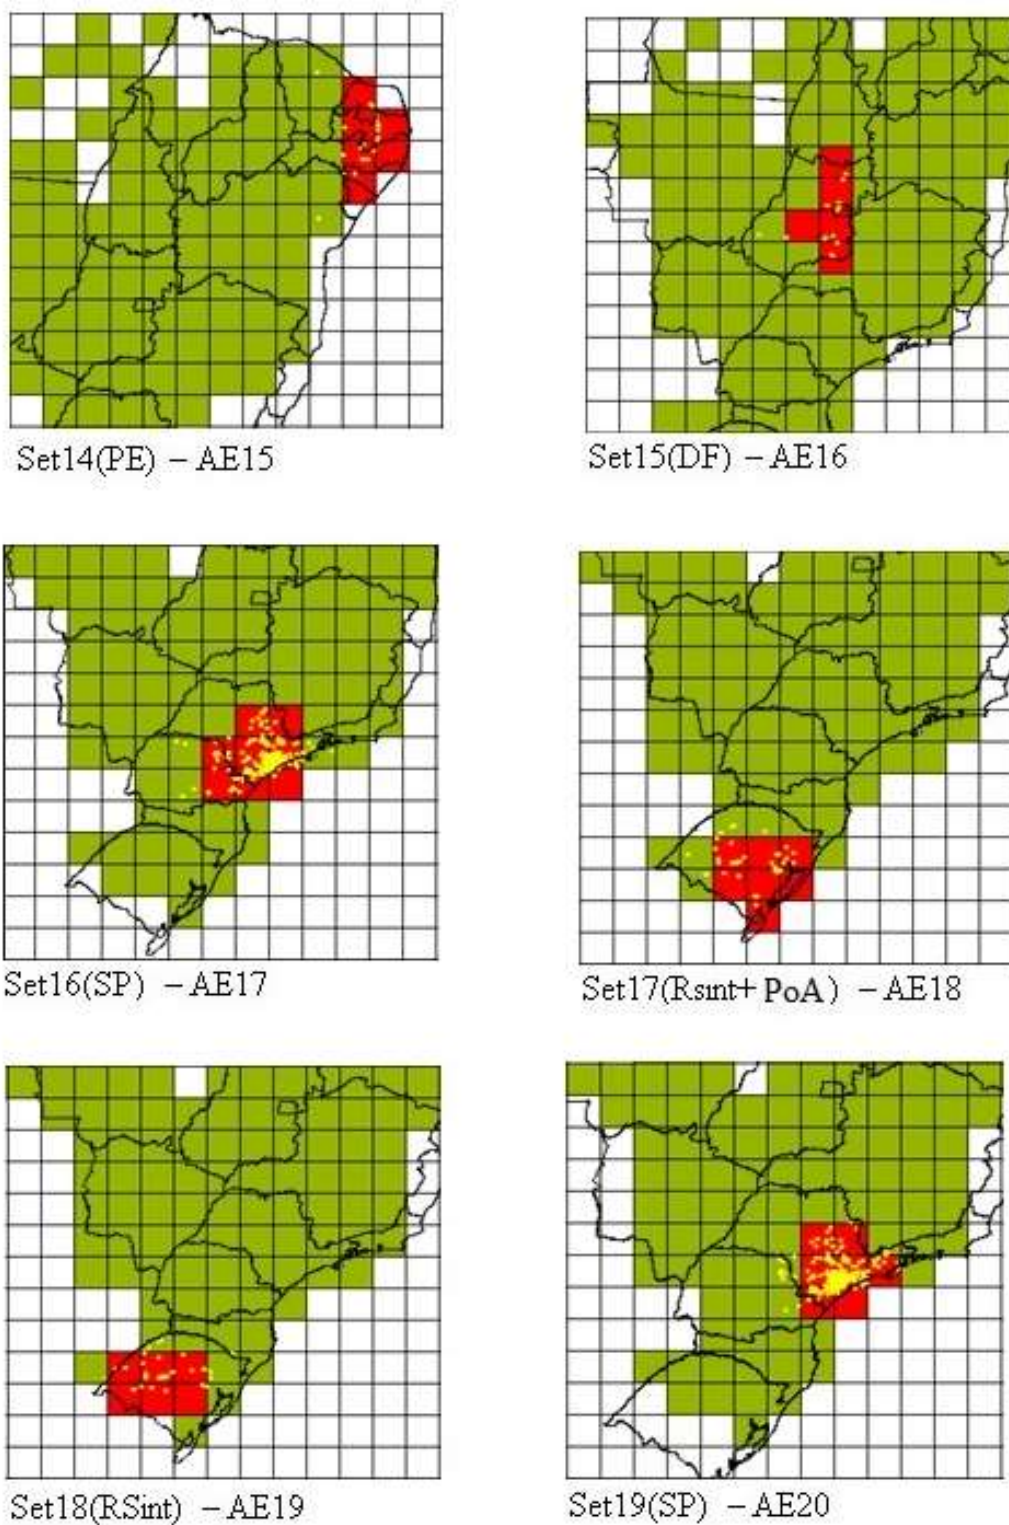 Set14(PE) – AE15
Set15(DF) – AE16
Set16(SP) – AE17
Set17(Rsint+ PoA) – AE18
Set18(RSint) – AE19
Set19(SP) – AE20